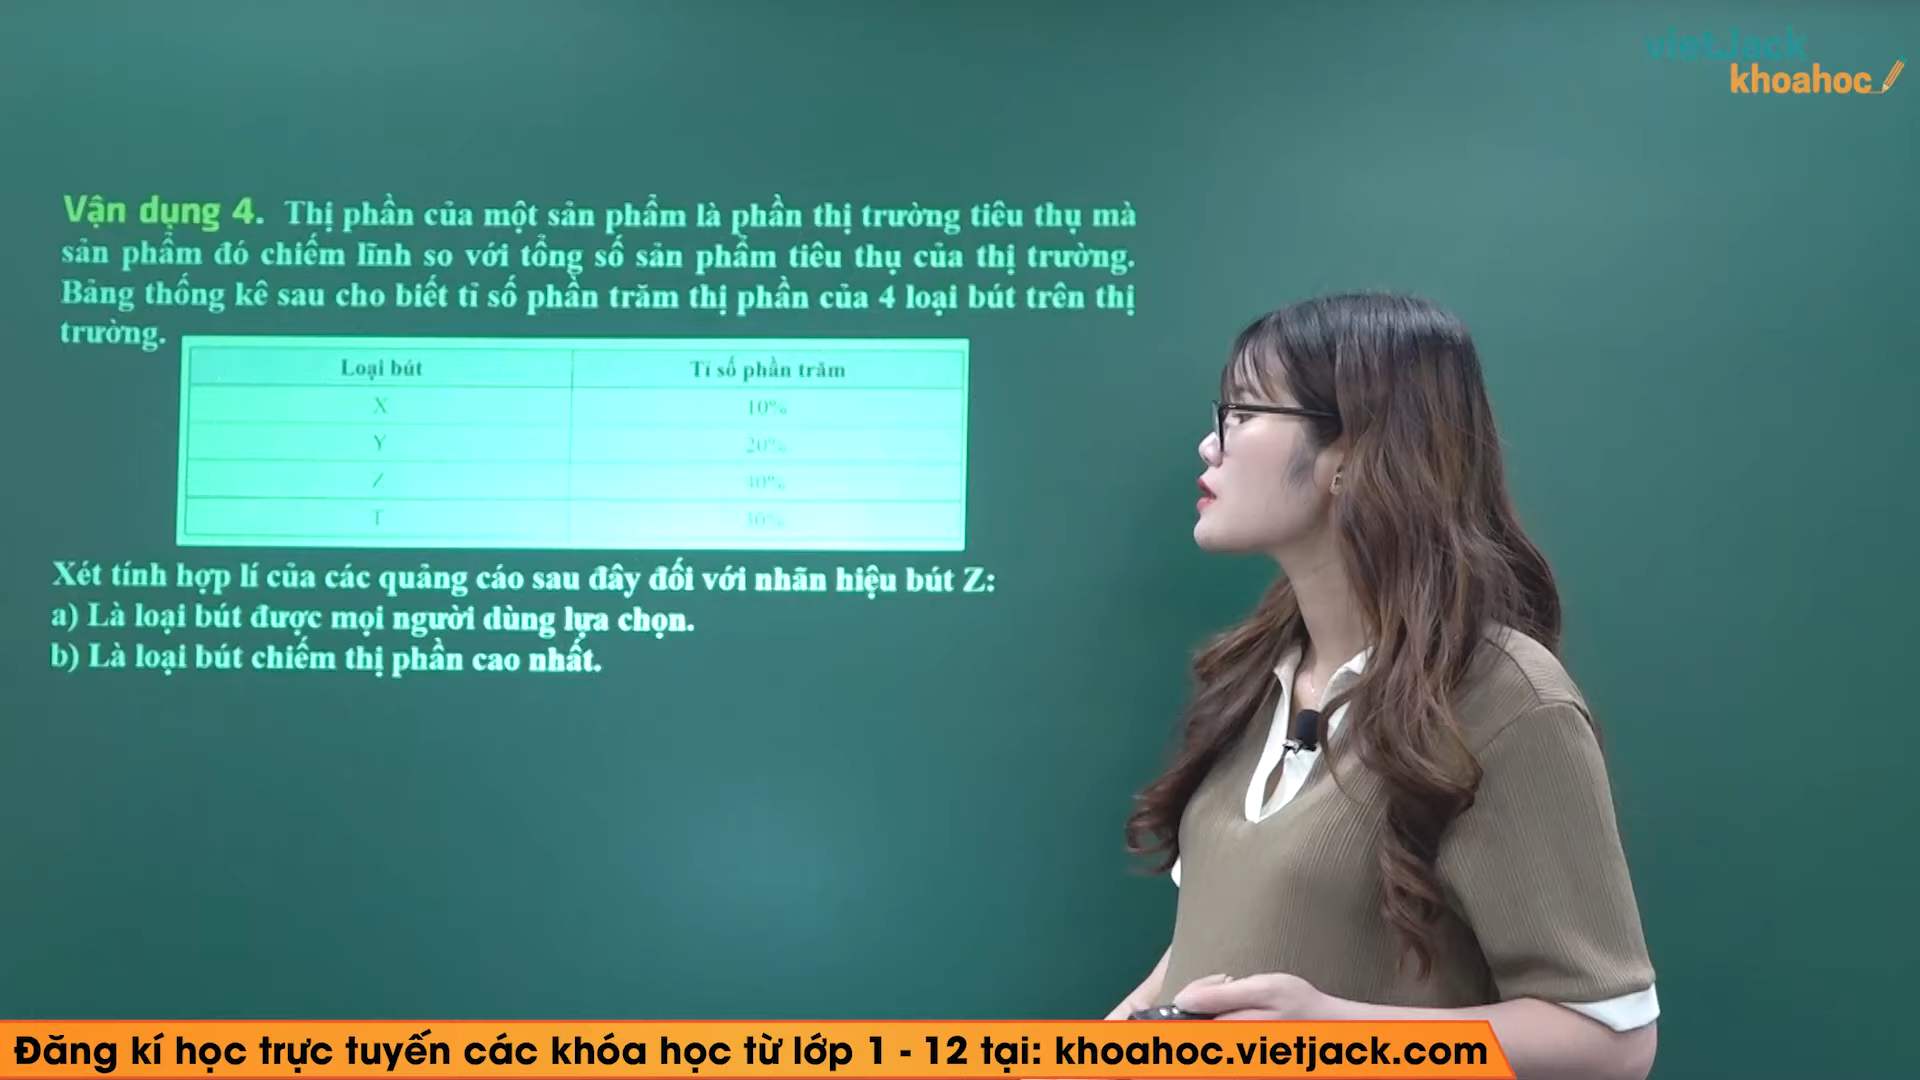 vietJack
khoahoc
Vận dụng 4. Thị phần của một sản phẩm là phần thị trường tiêu thụ mà
sản phẩm đó chiếm lĩnh so với tổng số sản phẩm tiêu thụ của thị trường.
Bảng thống kê sau cho biết tỉ số phần trăm thị phần của 4 loại bút trên thị
trường.
Loại bút Tỉ số phần trăm
X 10%
Y 20%
Z 40%
T 30%
Xét tính hợp lí của các quảng cáo sau đây đối với nhãn hiệu bút Z:
a) Là loại bút được mọi người dùng lựa chọn.
b) Là loại bút chiếm thị phần cao nhất.
Đăng kí học trực tuyến các khóa học từ lớp 1 - 12 tại: khoahoc.vietjack.com